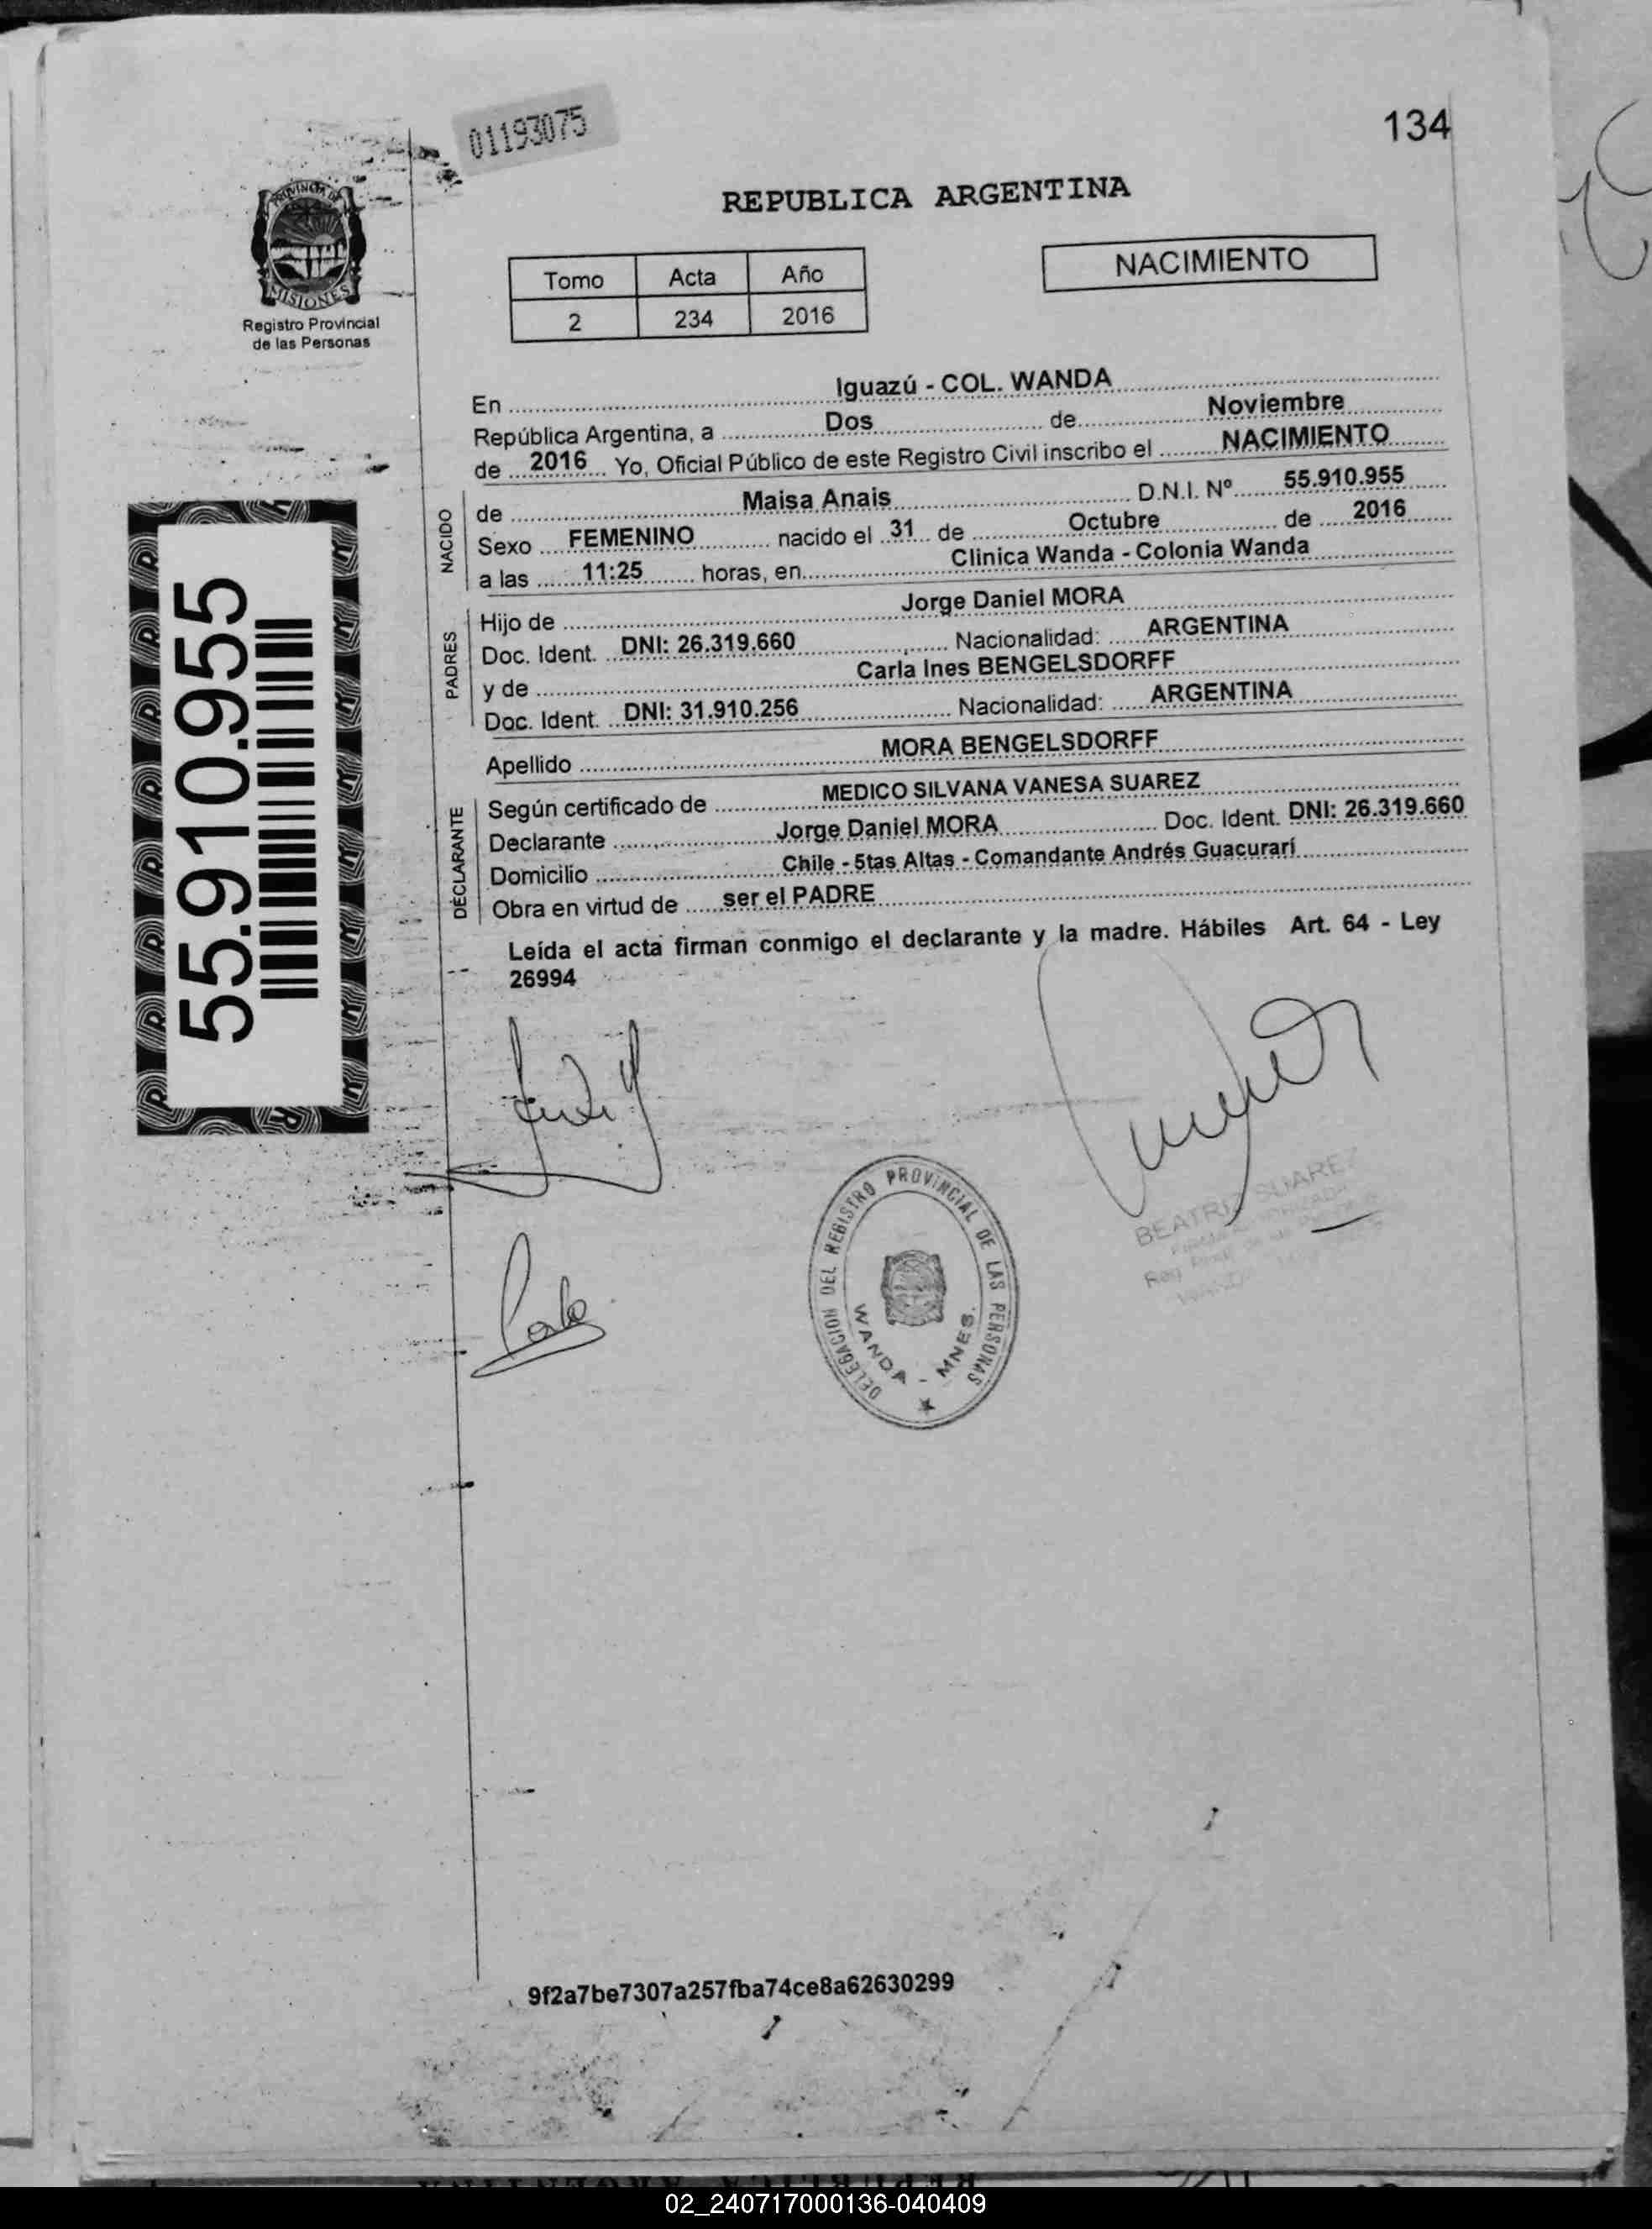 01193075
134
PROVINCIA DE
MISIONES
Registro Provincial
de las Personas
REPUBLICA ARGENTINA
Tomo Acta Año
2 234 2016
NACIMIENTO
En Iguazú - COL. WANDA
República Argentina, a Dos de Noviembre
de 2016 Yo, Oficial Público de este Registro Civil inscribo el NACIMIENTO
NACIDO
de Maisa Anais D.N.I. Nº 55.910.955
Sexo FEMENINO nacido el 31 de Octubre de 2016
a las 11:25 horas, en Clinica Wanda - Colonia Wanda
PADRES
Hijo de Jorge Daniel MORA
Doc. Ident. DNI: 26.319.660 Nacionalidad: ARGENTINA
y de Carla Ines BENGELSDORFF
Doc. Ident. DNI: 31.910.256 Nacionalidad: ARGENTINA
Apellido MORA BENGELSDORFF
DECLARANTE
Según certificado de MEDICO SILVANA VANESA SUAREZ
Declarante Jorge Daniel MORA Doc. Ident. DNI: 26.319.660
Domicilio Chile - 5tas Altas - Comandante Andrés Guacurarí
Obra en virtud de ser el PADRE
Leída el acta firman conmigo el declarante y la madre. Hábiles Art. 64 - Ley
26994
55.910.955
DELEGACION DEL REGISTRO PROVINCIAL DE LAS PERSONAS
WANDA - MNES.
BEATRIZ SUAREZ
9f2a7be7307a257fba74ce8a62630299
02_240717000136-040409